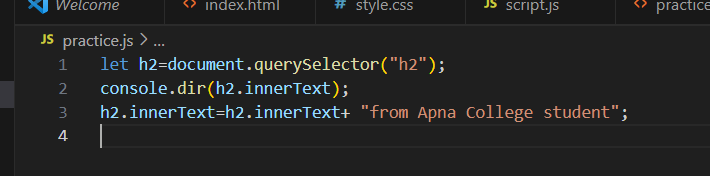 Welcome index.html style.css script.js practice
JS practice.js > ...
1 let h2=document.querySelector("h2");
2 console.dir(h2.innerText);
3 h2.innerText=h2.innerText+ "from Apna College student";
4